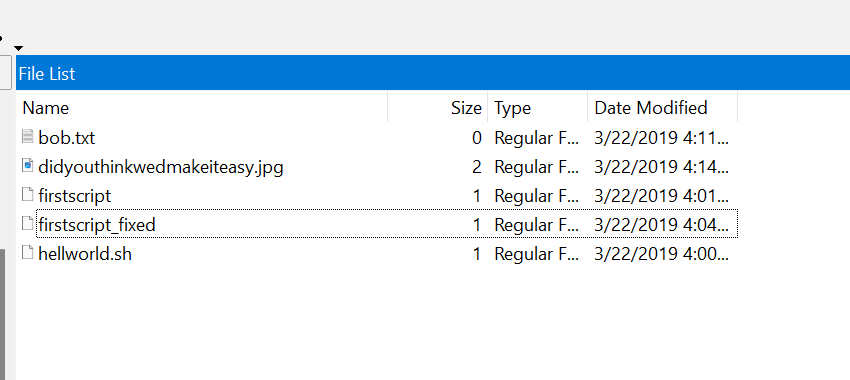 File List
Name Size Type Date Modified
bob.txt 0 Regular F... 3/22/2019 4:11...
didyouthinkwedmakeiteasy.jpg 2 Regular F... 3/22/2019 4:14...
firstscript 1 Regular F... 3/22/2019 4:01...
firstscript_fixed 1 Regular F... 3/22/2019 4:04...
hellworld.sh 1 Regular F... 3/22/2019 4:00...